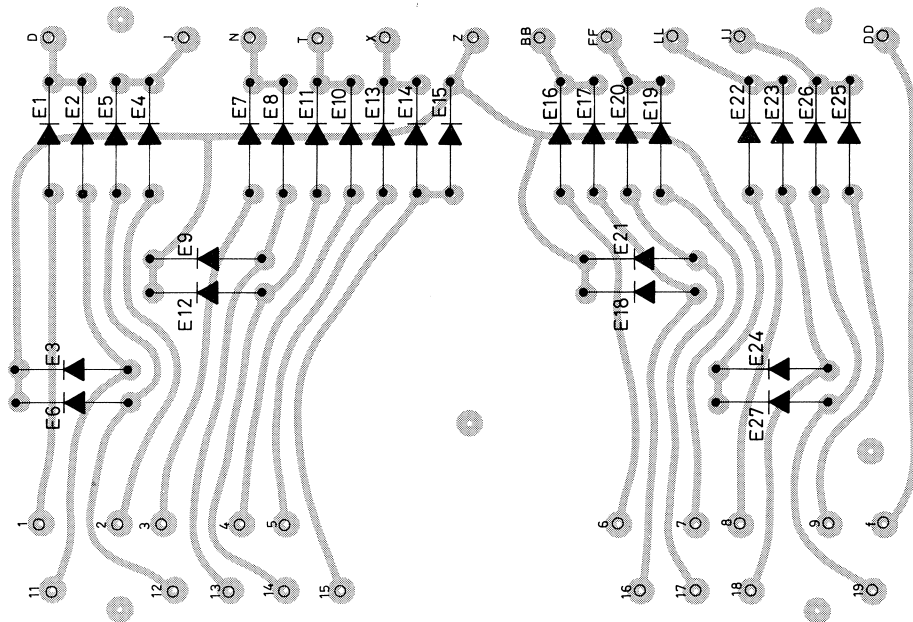 D J N T X Z BB FF LL JJ DD
E1 E2 E5 E4 E7 E8 E11 E10 E13 E14 E15 E16 E17 E20 E19 E22 E23 E26 E25
E9 E21
E12 E18
E3 E24
E6 E27
1 2 3 4 5 6 7 8 9 f
11 12 13 14 15 16 17 18 19